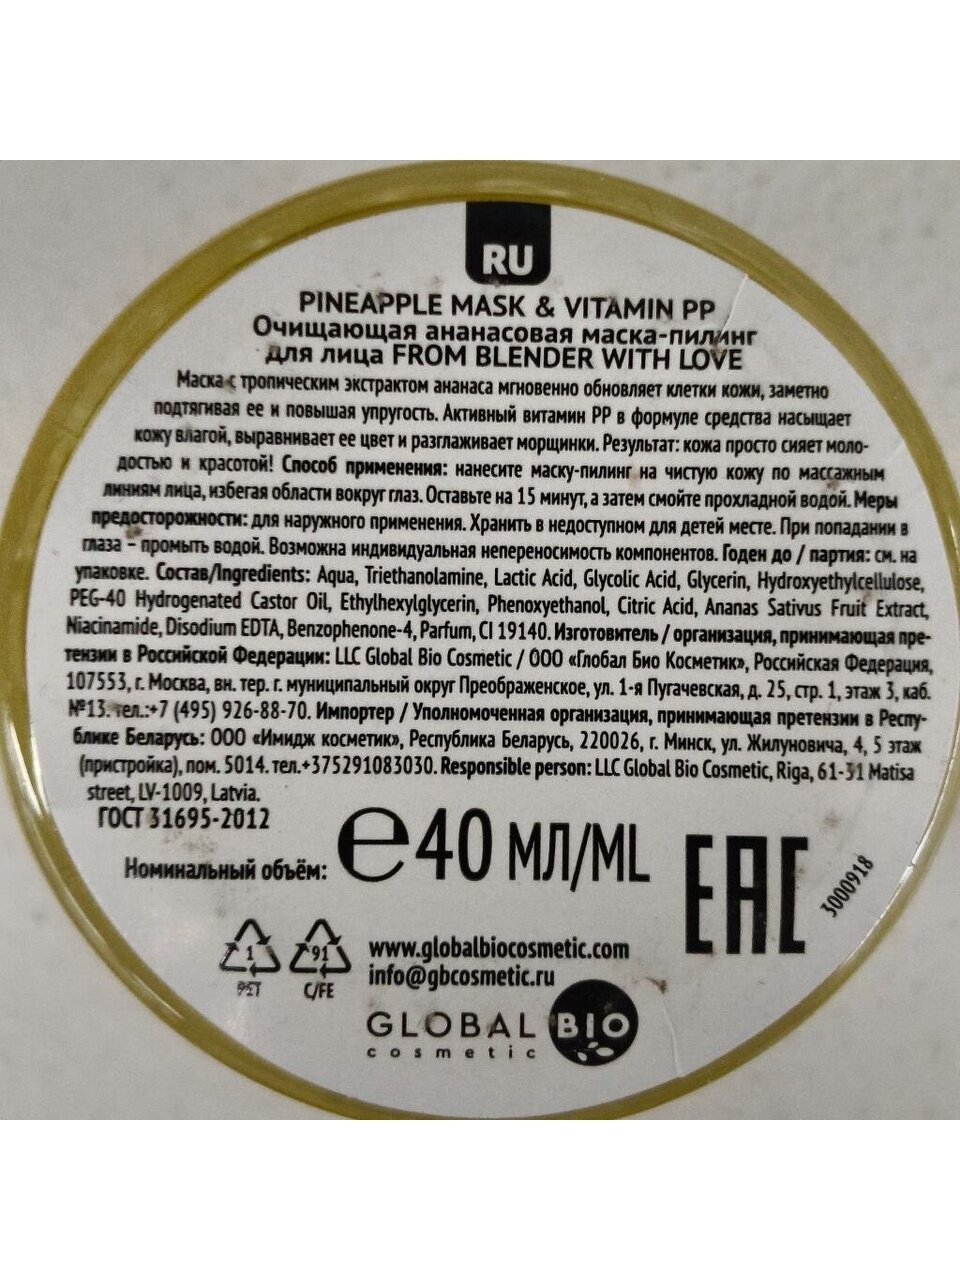 RU
PINEAPPLE MASK & VITAMIN PP
Очищающая ананасовая маска-пилинг
для лица FROM BLENDER WITH LOVE
Маска с тропическим экстрактом ананаса мгновенно обновляет клетки кожи, заметно
подтягивая ее и повышая упругость. Активный витамин PP в формуле средства насыщает
кожу влагой, выравнивает ее цвет и разглаживает морщинки. Результат: кожа просто сияет моло-
достью и красотой! Способ применения: нанесите маску-пилинг на чистую кожу по массажным
линиям лица, избегая области вокруг глаз. Оставьте на 15 минут, а затем смойте прохладной водой. Меры
предосторожности: для наружного применения. Хранить в недоступном для детей месте. При попадании в
глаза – промыть водой. Возможна индивидуальная непереносимость компонентов. Годен до / партия: см. на
упаковке. Состав/Ingredients: Aqua, Triethanolamine, Lactic Acid, Glycolic Acid, Glycerin, Hydroxyethylcellulose,
PEG-40 Hydrogenated Castor Oil, Ethylhexylglycerin, Phenoxyethanol, Citric Acid, Ananas Sativus Fruit Extract,
Niacinamide, Disodium EDTA, Benzophenone-4, Parfum, CI 19140. Изготовитель / организация, принимающая пре-
тензии в Российской Федерации: LLC Global Bio Cosmetic / ООО «Глобал Био Косметик», Российская Федерация,
107553, г. Москва, вн. тер. г. муниципальный округ Преображенское, ул. 1-я Пугачевская, д. 25, стр. 1, этаж 3, каб.
№13. тел.:+7 (495) 926-88-70. Импортер / Уполномоченная организация, принимающая претензии в Респу-
блике Беларусь: ООО «Имидж косметик», Республика Беларусь, 220026, г. Минск, ул. Жилуновича, 4, 5 этаж
(пристройка), пом. 5014. тел.+375291083030. Responsible person: LLC Global Bio Cosmetic, Riga, 61-31 Matisa
street, LV-1009, Latvia.
ГОСТ 31695-2012
Номинальный объём: ℮40 МЛ/ML
EAC
3000918
1
PET
91
C/FE
www.globalbiocosmetic.com
info@gbcosmetic.ru
GLOBAL BIO
cosmetic